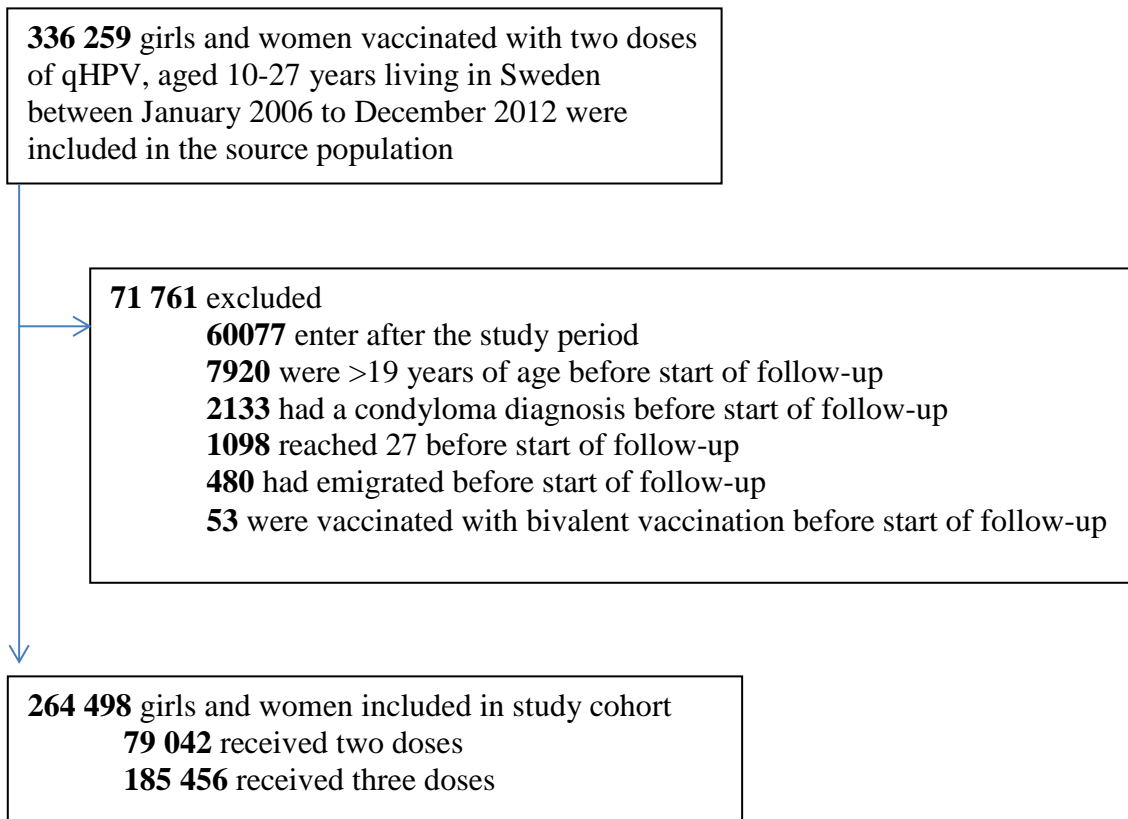 336 259 girls and women vaccinated with two doses
of qHPV, aged 10-27 years living in Sweden
between January 2006 to December 2012 were
included in the source population
71 761 excluded
60077 enter after the study period
7920 were >19 years of age before start of follow-up
2133 had a condyloma diagnosis before start of follow-up
1098 reached 27 before start of follow-up
480 had emigrated before start of follow-up
53 were vaccinated with bivalent vaccination before start of follow-up
264 498 girls and women included in study cohort
79 042 received two doses
185 456 received three doses